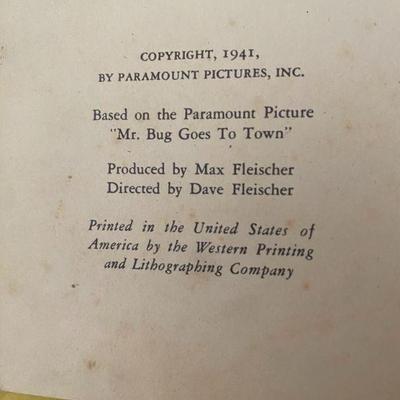 COPYRIGHT, 1941,
BY PARAMOUNT PICTURES, INC.
Based on the Paramount Picture
"Mr. Bug Goes To Town"
Produced by Max Fleischer
Directed by Dave Fleischer
Printed in the United States of
America by the Western Printing
and Lithographing Company